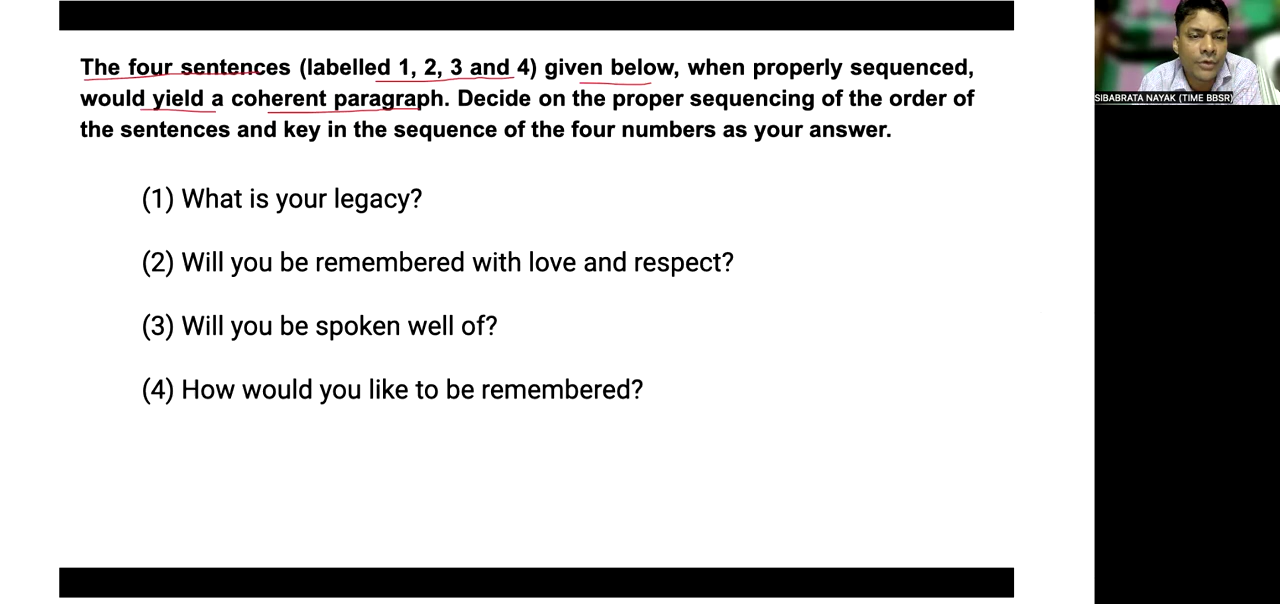 The four sentences (labelled 1, 2, 3 and 4) given below, when properly sequenced,
would yield a coherent paragraph. Decide on the proper sequencing of the order of
the sentences and key in the sequence of the four numbers as your answer.
(1) What is your legacy?
(2) Will you be remembered with love and respect?
(3) Will you be spoken well of?
(4) How would you like to be remembered?
SIBABRATA NAYAK (TIME BBSR)